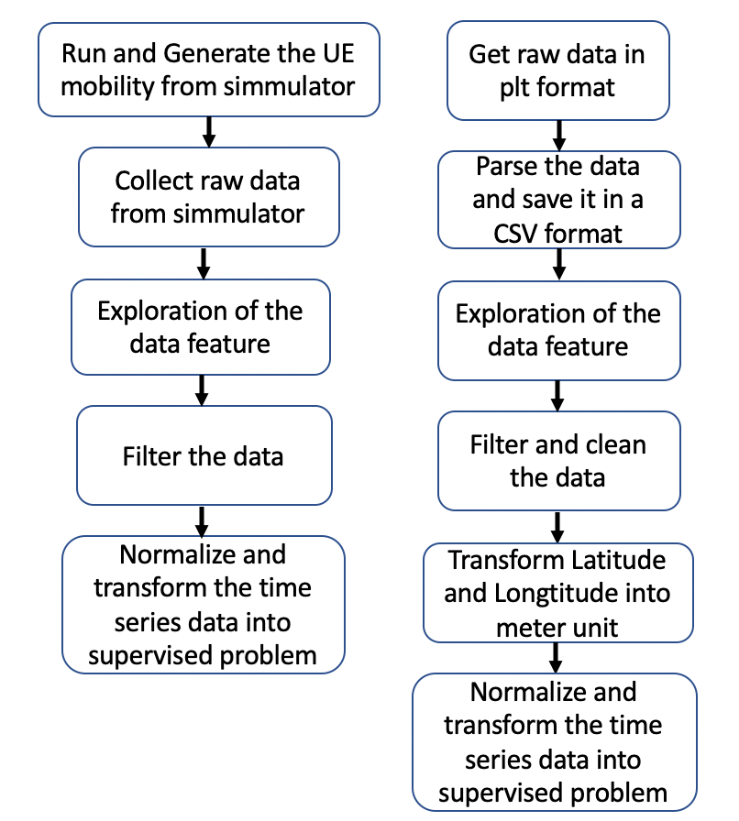 Run and Generate the UE
mobility from simmulator
Collect raw data
from simmulator
Exploration of the
data feature
Filter the data
Normalize and
transform the time
series data into
supervised problem
Get raw data in
plt format
Parse the data
and save it in a
CSV format
Exploration of the
data feature
Filter and clean
the data
Transform Latitude
and Longtitude into
meter unit
Normalize and
transform the time
series data into
supervised problem